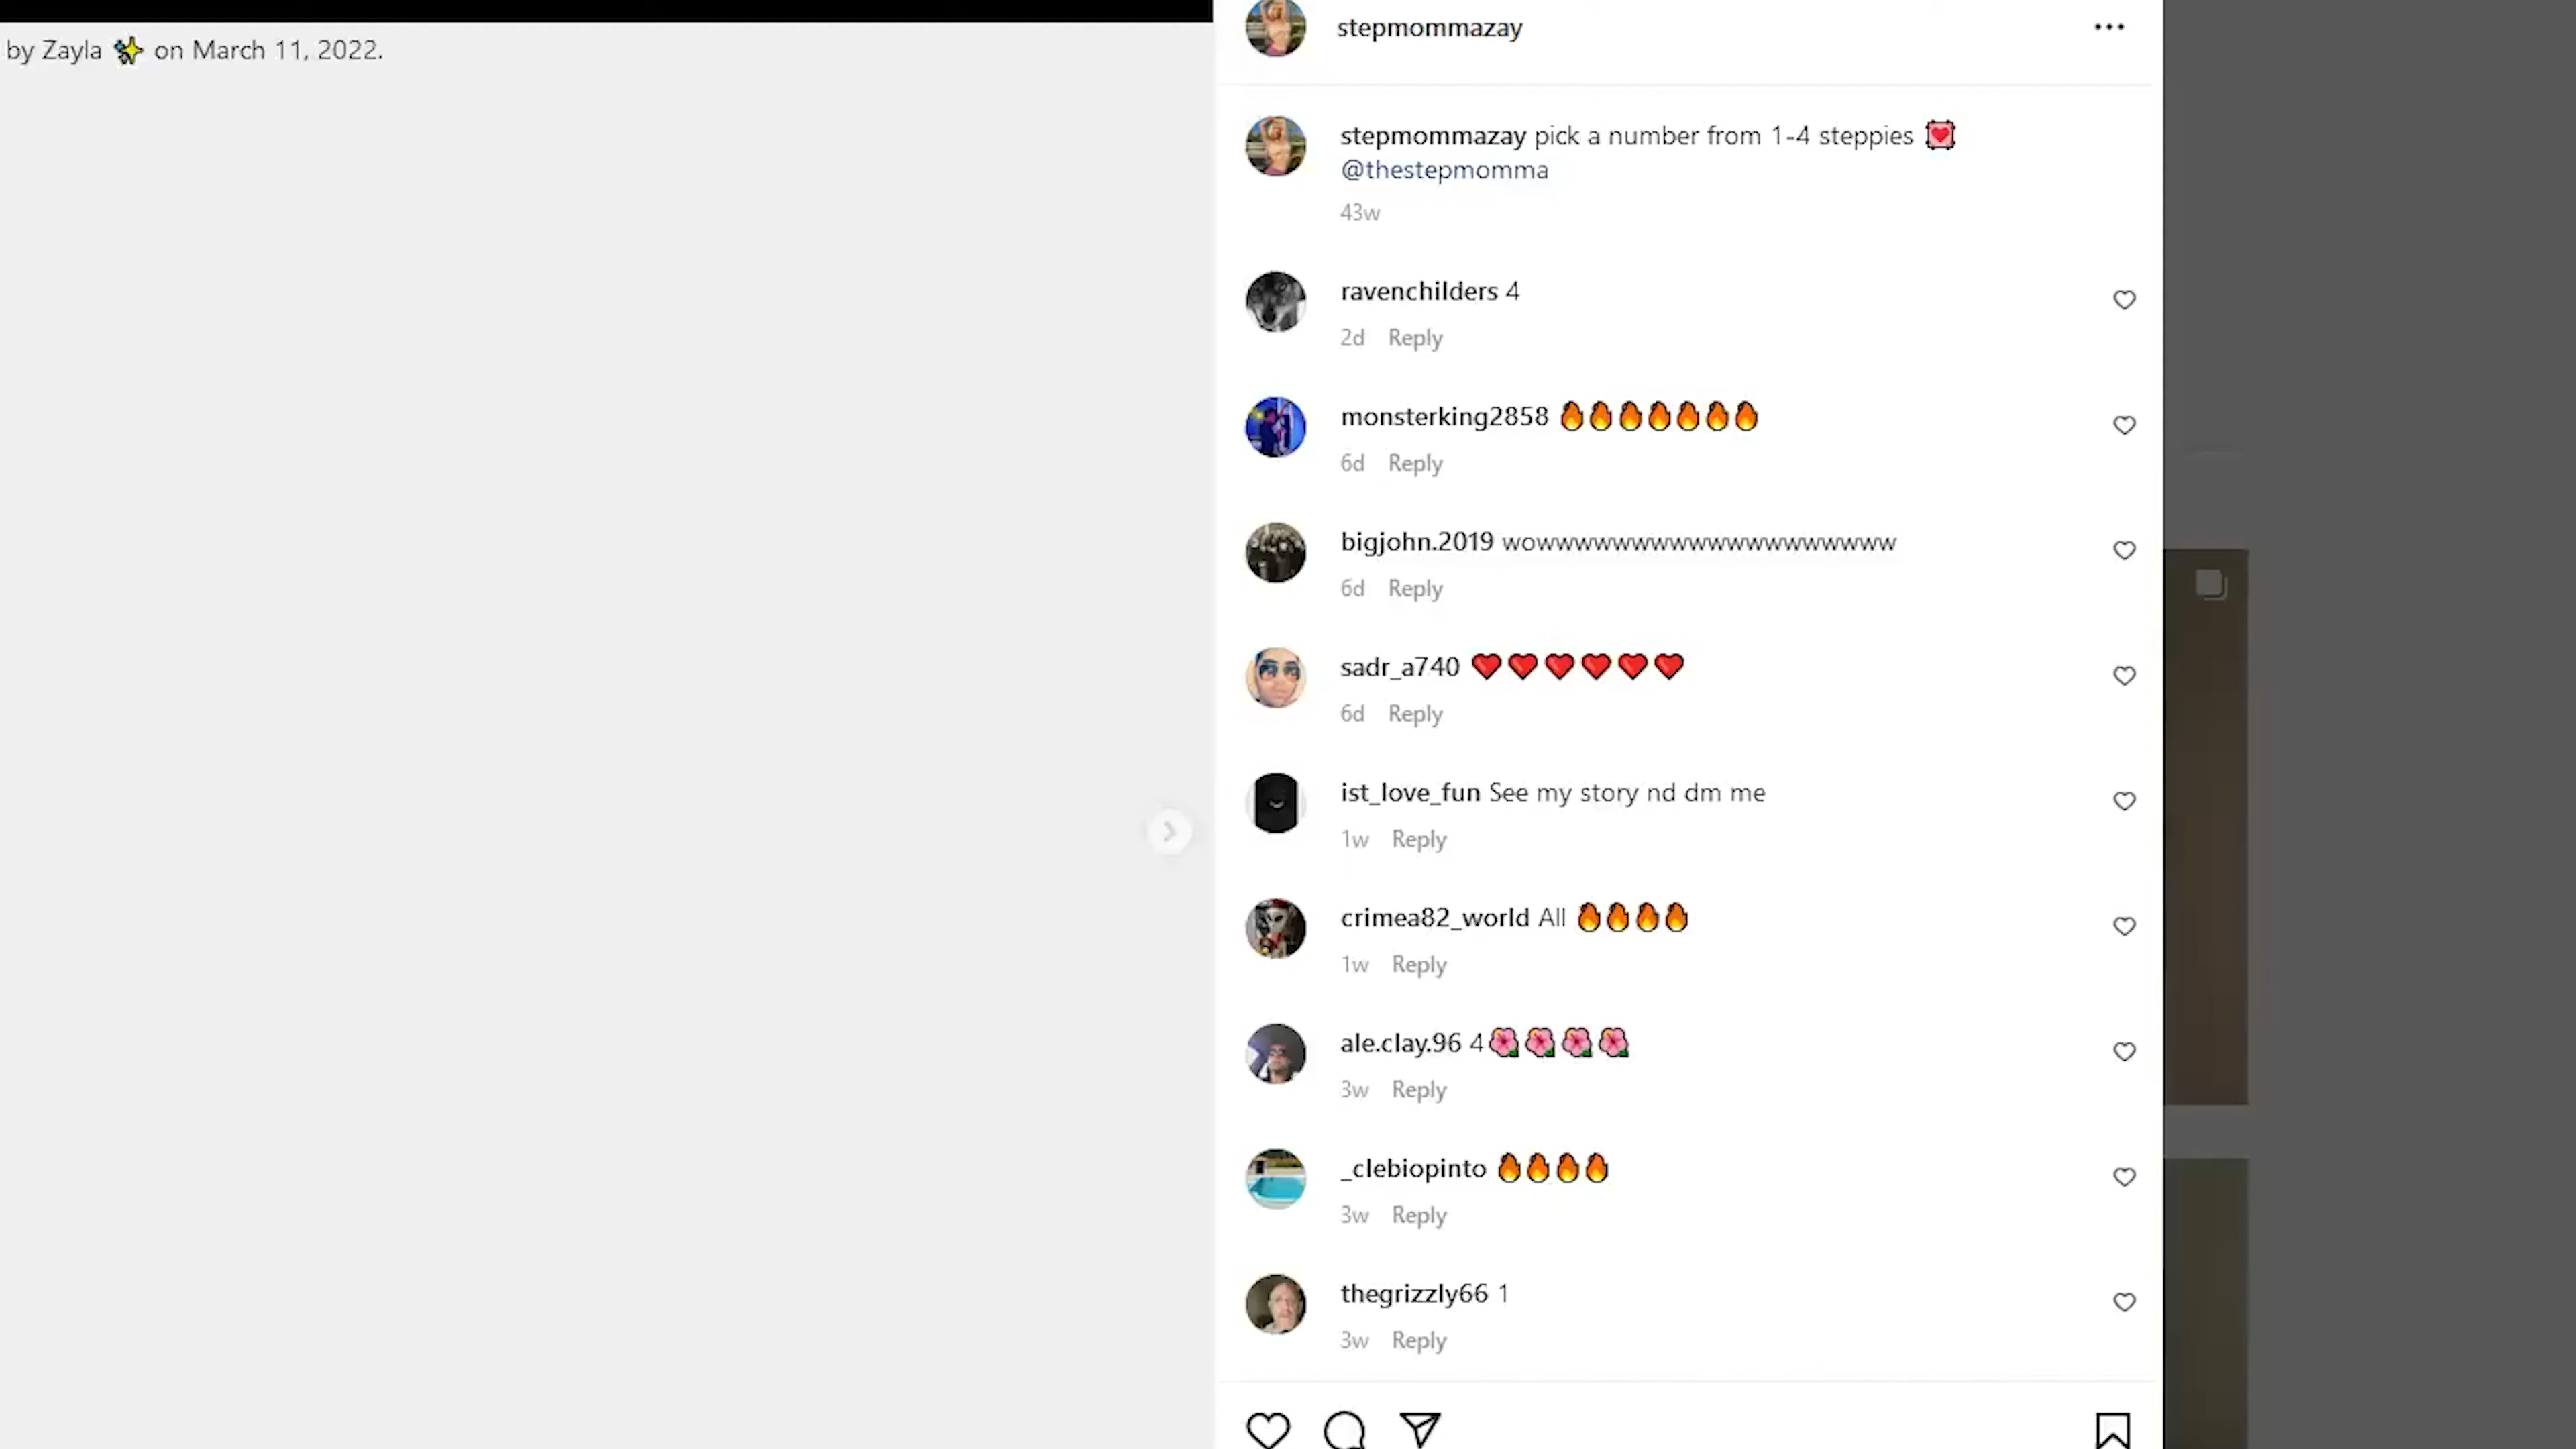 by Zayla ✨ on March 11, 2022.
stepmommazay
stepmommazay pick a number from 1-4 steppies 💟
@thestepmomma
43w
ravenchilders 4
2d Reply
monsterking2858 🔥🔥🔥🔥🔥🔥🔥
6d Reply
bigjohn.2019 wowwwwwwwwwwwwwwwwwwwww
6d Reply
sadr_a740 ❤️❤️❤️❤️❤️❤️
6d Reply
ist_love_fun See my story nd dm me
1w Reply
crimea82_world All 🔥🔥🔥🔥
1w Reply
ale.clay.96 4🌺🌺🌺🌺
3w Reply
_clebiopinto 🔥🔥🔥🔥
3w Reply
thegrizzly66 1
3w Reply